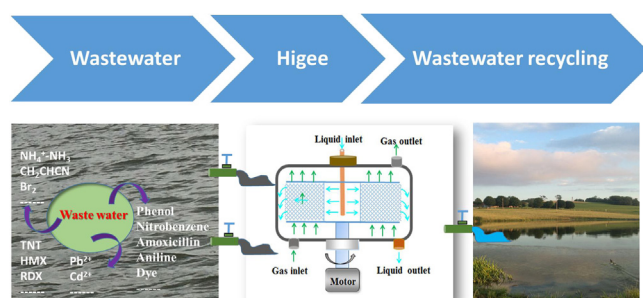 Wastewater
Higee
Wastewater recycling
NH₄⁺-NH₃
CH₂CHCN
Br₂
------
Waste water
Phenol
Nitrobenzene
Amoxicillin
Aniline
Dye
-----
TNT
HMX
RDX
------
Pb²⁺
Cd²⁺
------
Liquid inlet
Gas outlet
Gas inlet
Liquid outlet
Motor